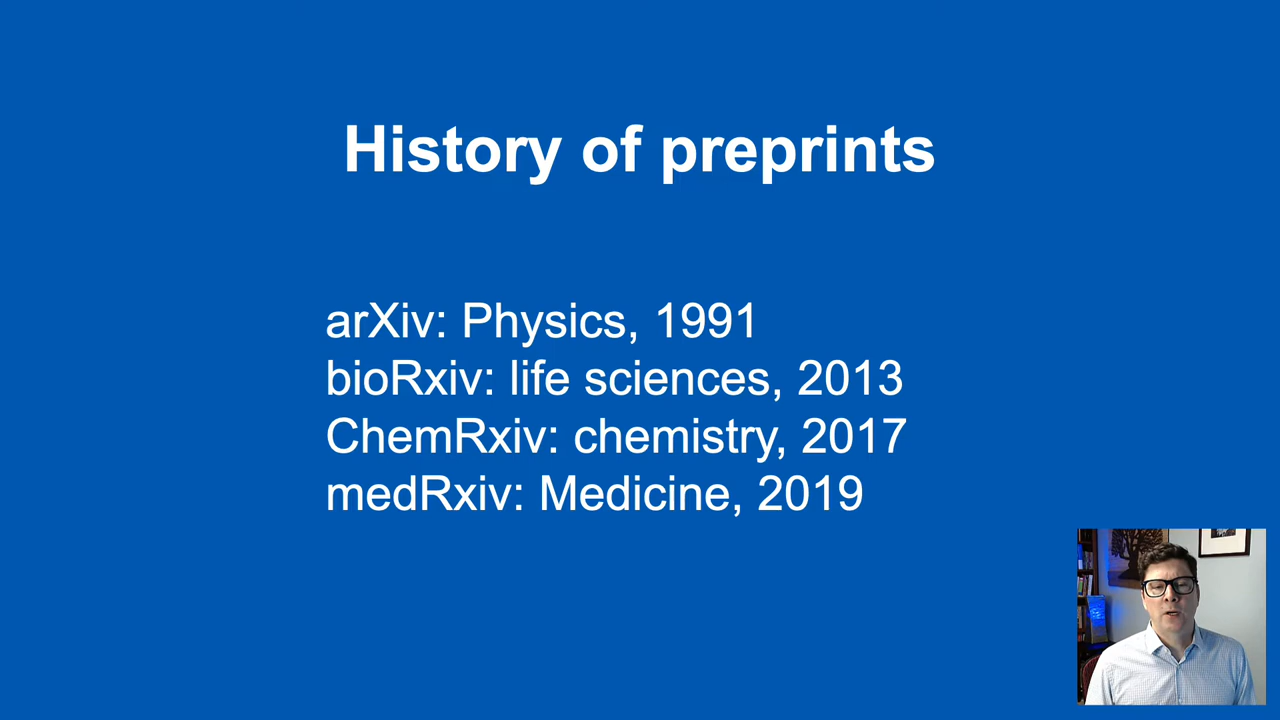 History of preprints
arXiv: Physics, 1991
bioRxiv: life sciences, 2013
ChemRxiv: chemistry, 2017
medRxiv: Medicine, 2019